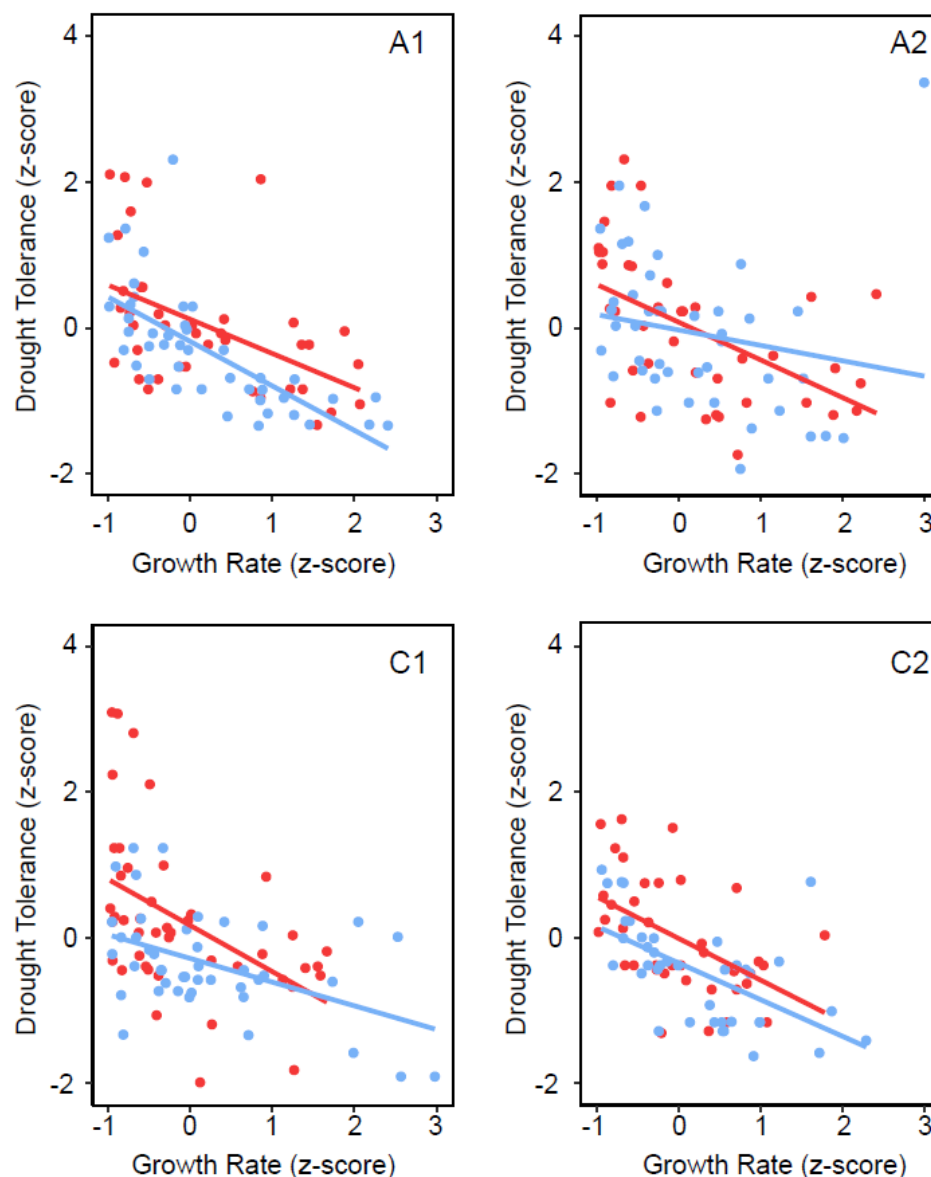 A1
4
2
0
-2
Drought Tolerance (z-score)
-1 0 1 2 3
Growth Rate (z-score)
A2
4
2
0
-2
Drought Tolerance (z-score)
-1 0 1 2 3
Growth Rate (z-score)
C1
4
2
0
-2
Drought Tolerance (z-score)
-1 0 1 2 3
Growth Rate (z-score)
C2
4
2
0
-2
Drought Tolerance (z-score)
-1 0 1 2 3
Growth Rate (z-score)